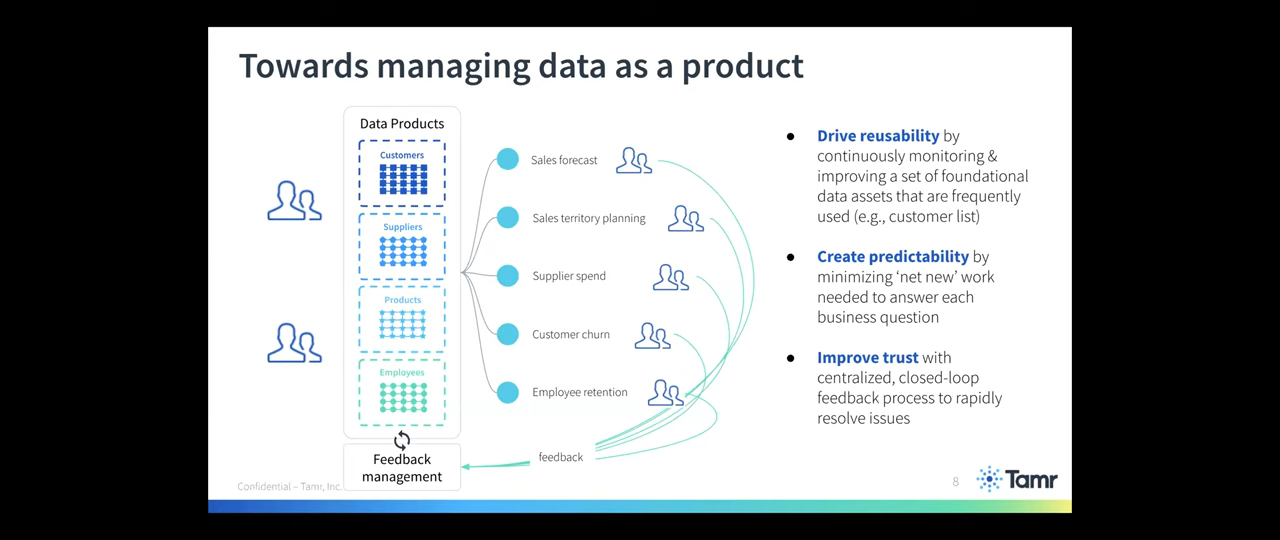 Towards managing data as a product
Data Products
Customers
Suppliers
Products
Employees
Feedback
management
Sales forecast
Sales territory planning
Supplier spend
Customer churn
Employee retention
feedback
● Drive reusability by
continuously monitoring &
improving a set of foundational
data assets that are frequently
used (e.g., customer list)
● Create predictability by
minimizing ‘net new’ work
needed to answer each
business question
● Improve trust with
centralized, closed-loop
feedback process to rapidly
resolve issues
Confidential – Tamr, Inc.
8
Tamr